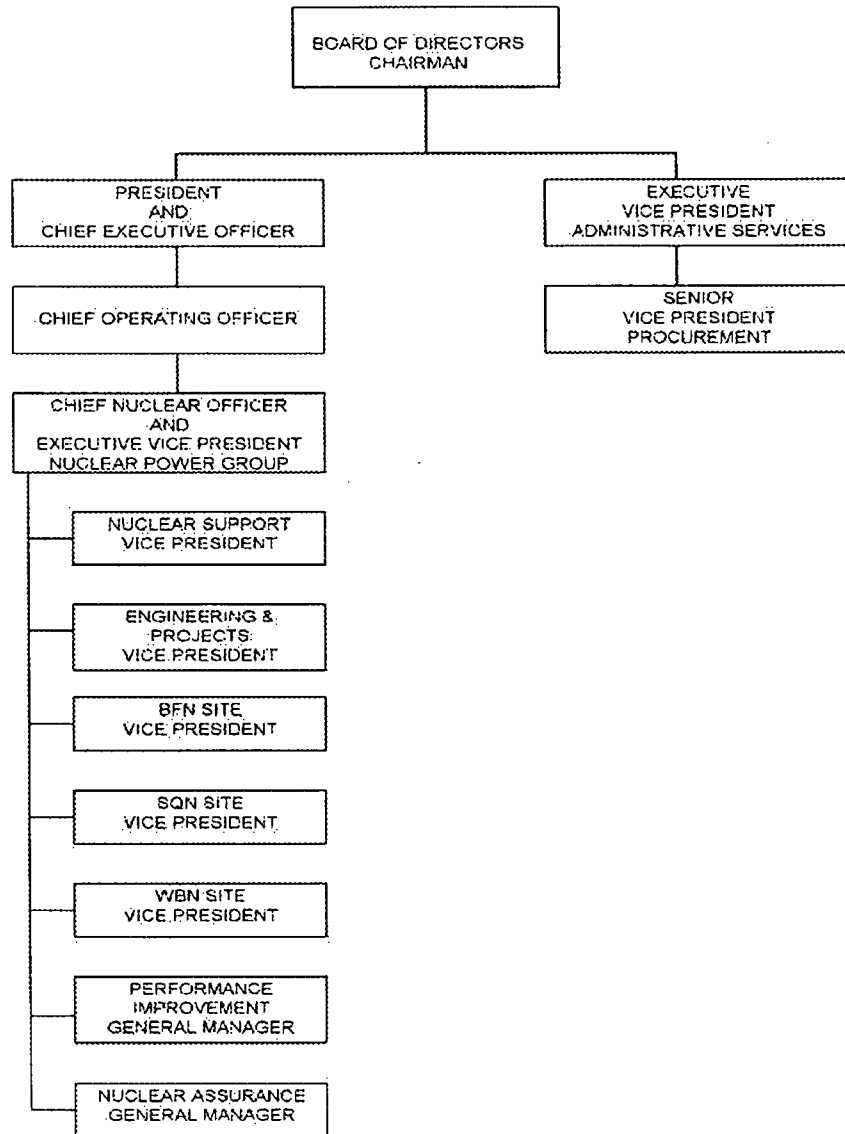 BOARD OF DIRECTORS
CHAIRMAN
PRESIDENT
AND
CHIEF EXECUTIVE OFFICER
EXECUTIVE
VICE PRESIDENT
ADMINISTRATIVE SERVICES
CHIEF OPERATING OFFICER
SENIOR
VICE PRESIDENT
PROCUREMENT
CHIEF NUCLEAR OFFICER
AND
EXECUTIVE VICE PRESIDENT
NUCLEAR POWER GROUP
NUCLEAR SUPPORT
VICE PRESIDENT
ENGINEERING &
PROJECTS
VICE PRESIDENT
BFN SITE
VICE PRESIDENT
SQN SITE
VICE PRESIDENT
WBN SITE
VICE PRESIDENT
PERFORMANCE
IMPROVEMENT
GENERAL MANAGER
NUCLEAR ASSURANCE
GENERAL MANAGER